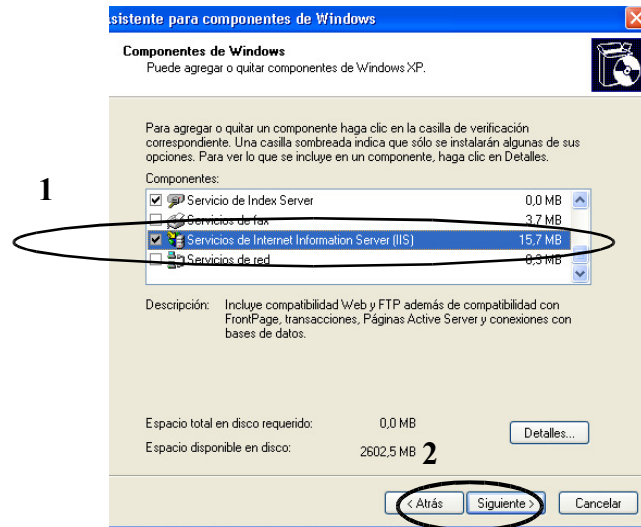 sistente para componentes de Windows
Componentes de Windows
Puede agregar o quitar componentes de Windows XP.
Para agregar o quitar un componente haga clic en la casilla de verificación
correspondiente. Una casilla sombreada indica que sólo se instalarán algunas de sus
opciones. Para ver lo que se incluye en un componente, haga clic en Detalles.
1
Componentes:
Servicio de Index Server 0,0 MB
Servicios de fax 3,7 MB
Servicios de Internet Information Server (IIS) 15,7 MB
Servicios de red 0,3 MB
Descripción: Incluye compatibilidad Web y FTP además de compatibilidad con
FrontPage, transacciones, Páginas Active Server y conexiones con
bases de datos.
Espacio total en disco requerido: 0,0 MB
Detalles...
Espacio disponible en disco: 2602,5 MB 2
< Atrás Siguiente > Cancelar